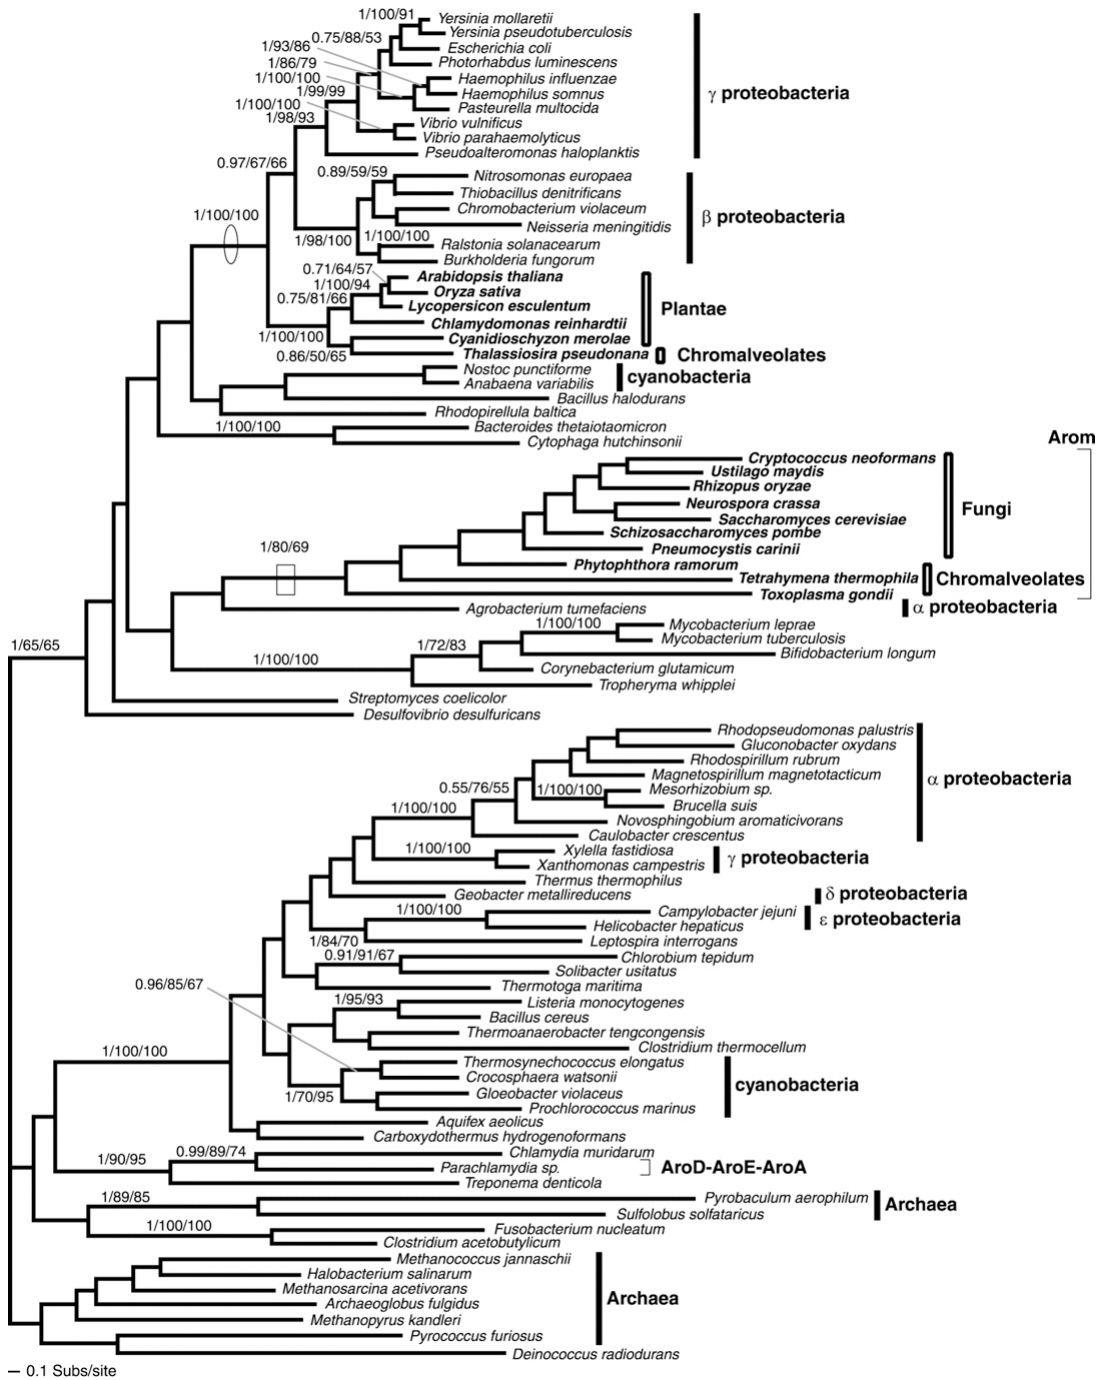 1/100/91
Yersinia mollaretii
Yersinia pseudotuberculosis
0.75/88/53
1/93/86
Escherichia coli
1/86/79
Photorhabdus luminescens
1/100/100
Haemophilus influenzae
1/99/99
Haemophilus somnus
γ proteobacteria
1/100/100
Pasteurella multocida
1/98/93
Vibrio vulnificus
Vibrio parahaemolyticus
Pseudoalteromonas haloplanktis
0.97/67/66
0.89/59/59
Nitrosomonas europaea
Thiobacillus denitrificans
Chromobacterium violaceum
1/100/100
β proteobacteria
Neisseria meningitidis
1/98/100
1/100/100
Ralstonia solanacearum
Burkholderia fungorum
0.71/64/57
Arabidopsis thaliana
1/100/94
Oryza sativa
0.75/81/66
Lycopersicon esculentum
Plantae
Chlamydomonas reinhardtii
1/100/100
Cyanidioschyzon merolae
0.86/50/65
Thalassiosira pseudonana
Chromalveolates
Nostoc punctiforme
cyanobacteria
Anabaena variabilis
Bacillus halodurans
Rhodopirellula baltica
1/100/100
Bacteroides thetaiotaomicron
Cytophaga hutchinsonii
Arom
Cryptococcus neoformans
Ustilago maydis
Rhizopus oryzae
Neurospora crassa
Fungi
Saccharomyces cerevisiae
Schizosaccharomyces pombe
1/80/69
Pneumocystis carinii
Phytophthora ramorum
Tetrahymena thermophila
Chromalveolates
Toxoplasma gondii
Agrobacterium tumefaciens
α proteobacteria
1/100/100
Mycobacterium leprae
1/65/65
1/72/83
Mycobacterium tuberculosis
1/100/100
Bifidobacterium longum
Corynebacterium glutamicum
Tropheryma whipplei
Streptomyces coelicolor
Desulfovibrio desulfuricans
Rhodopseudomonas palustris
Gluconobacter oxydans
Rhodospirillum rubrum
Magnetospirillum magnetotacticum
α proteobacteria
0.55/76/55
1/100/100
Mesorhizobium sp.
1/100/100
Brucella suis
Novosphingobium aromaticivorans
Caulobacter crescentus
1/100/100
Xylella fastidiosa
γ proteobacteria
Xanthomonas campestris
Thermus thermophilus
Geobacter metallireducens
δ proteobacteria
1/100/100
Campylobacter jejuni
ε proteobacteria
Helicobacter hepaticus
1/84/70
Leptospira interrogans
0.91/91/67
Chlorobium tepidum
Solibacter usitatus
0.96/85/67
Thermotoga maritima
1/95/93
Listeria monocytogenes
Bacillus cereus
Thermoanaerobacter tengcongensis
Clostridium thermocellum
1/100/100
Thermosynechococcus elongatus
Crocosphaera watsonii
cyanobacteria
1/70/95
Gloeobacter violaceus
Prochlorococcus marinus
Aquifex aeolicus
Carboxydothermus hydrogenoformans
0.99/89/74
Chlamydia muridarum
1/90/95
Parachlamydia sp.
AroD-AroE-AroA
Treponema denticola
1/89/85
Pyrobaculum aerophilum
Archaea
Sulfolobus solfataricus
1/100/100
Fusobacterium nucleatum
Clostridium acetobutylicum
Methanococcus jannaschii
Halobacterium salinarum
Methanosarcina acetivorans
Archaea
Archaeoglobus fulgidus
Methanopyrus kandleri
Pyrococcus furiosus
Deinococcus radiodurans
0.1 Subs/site